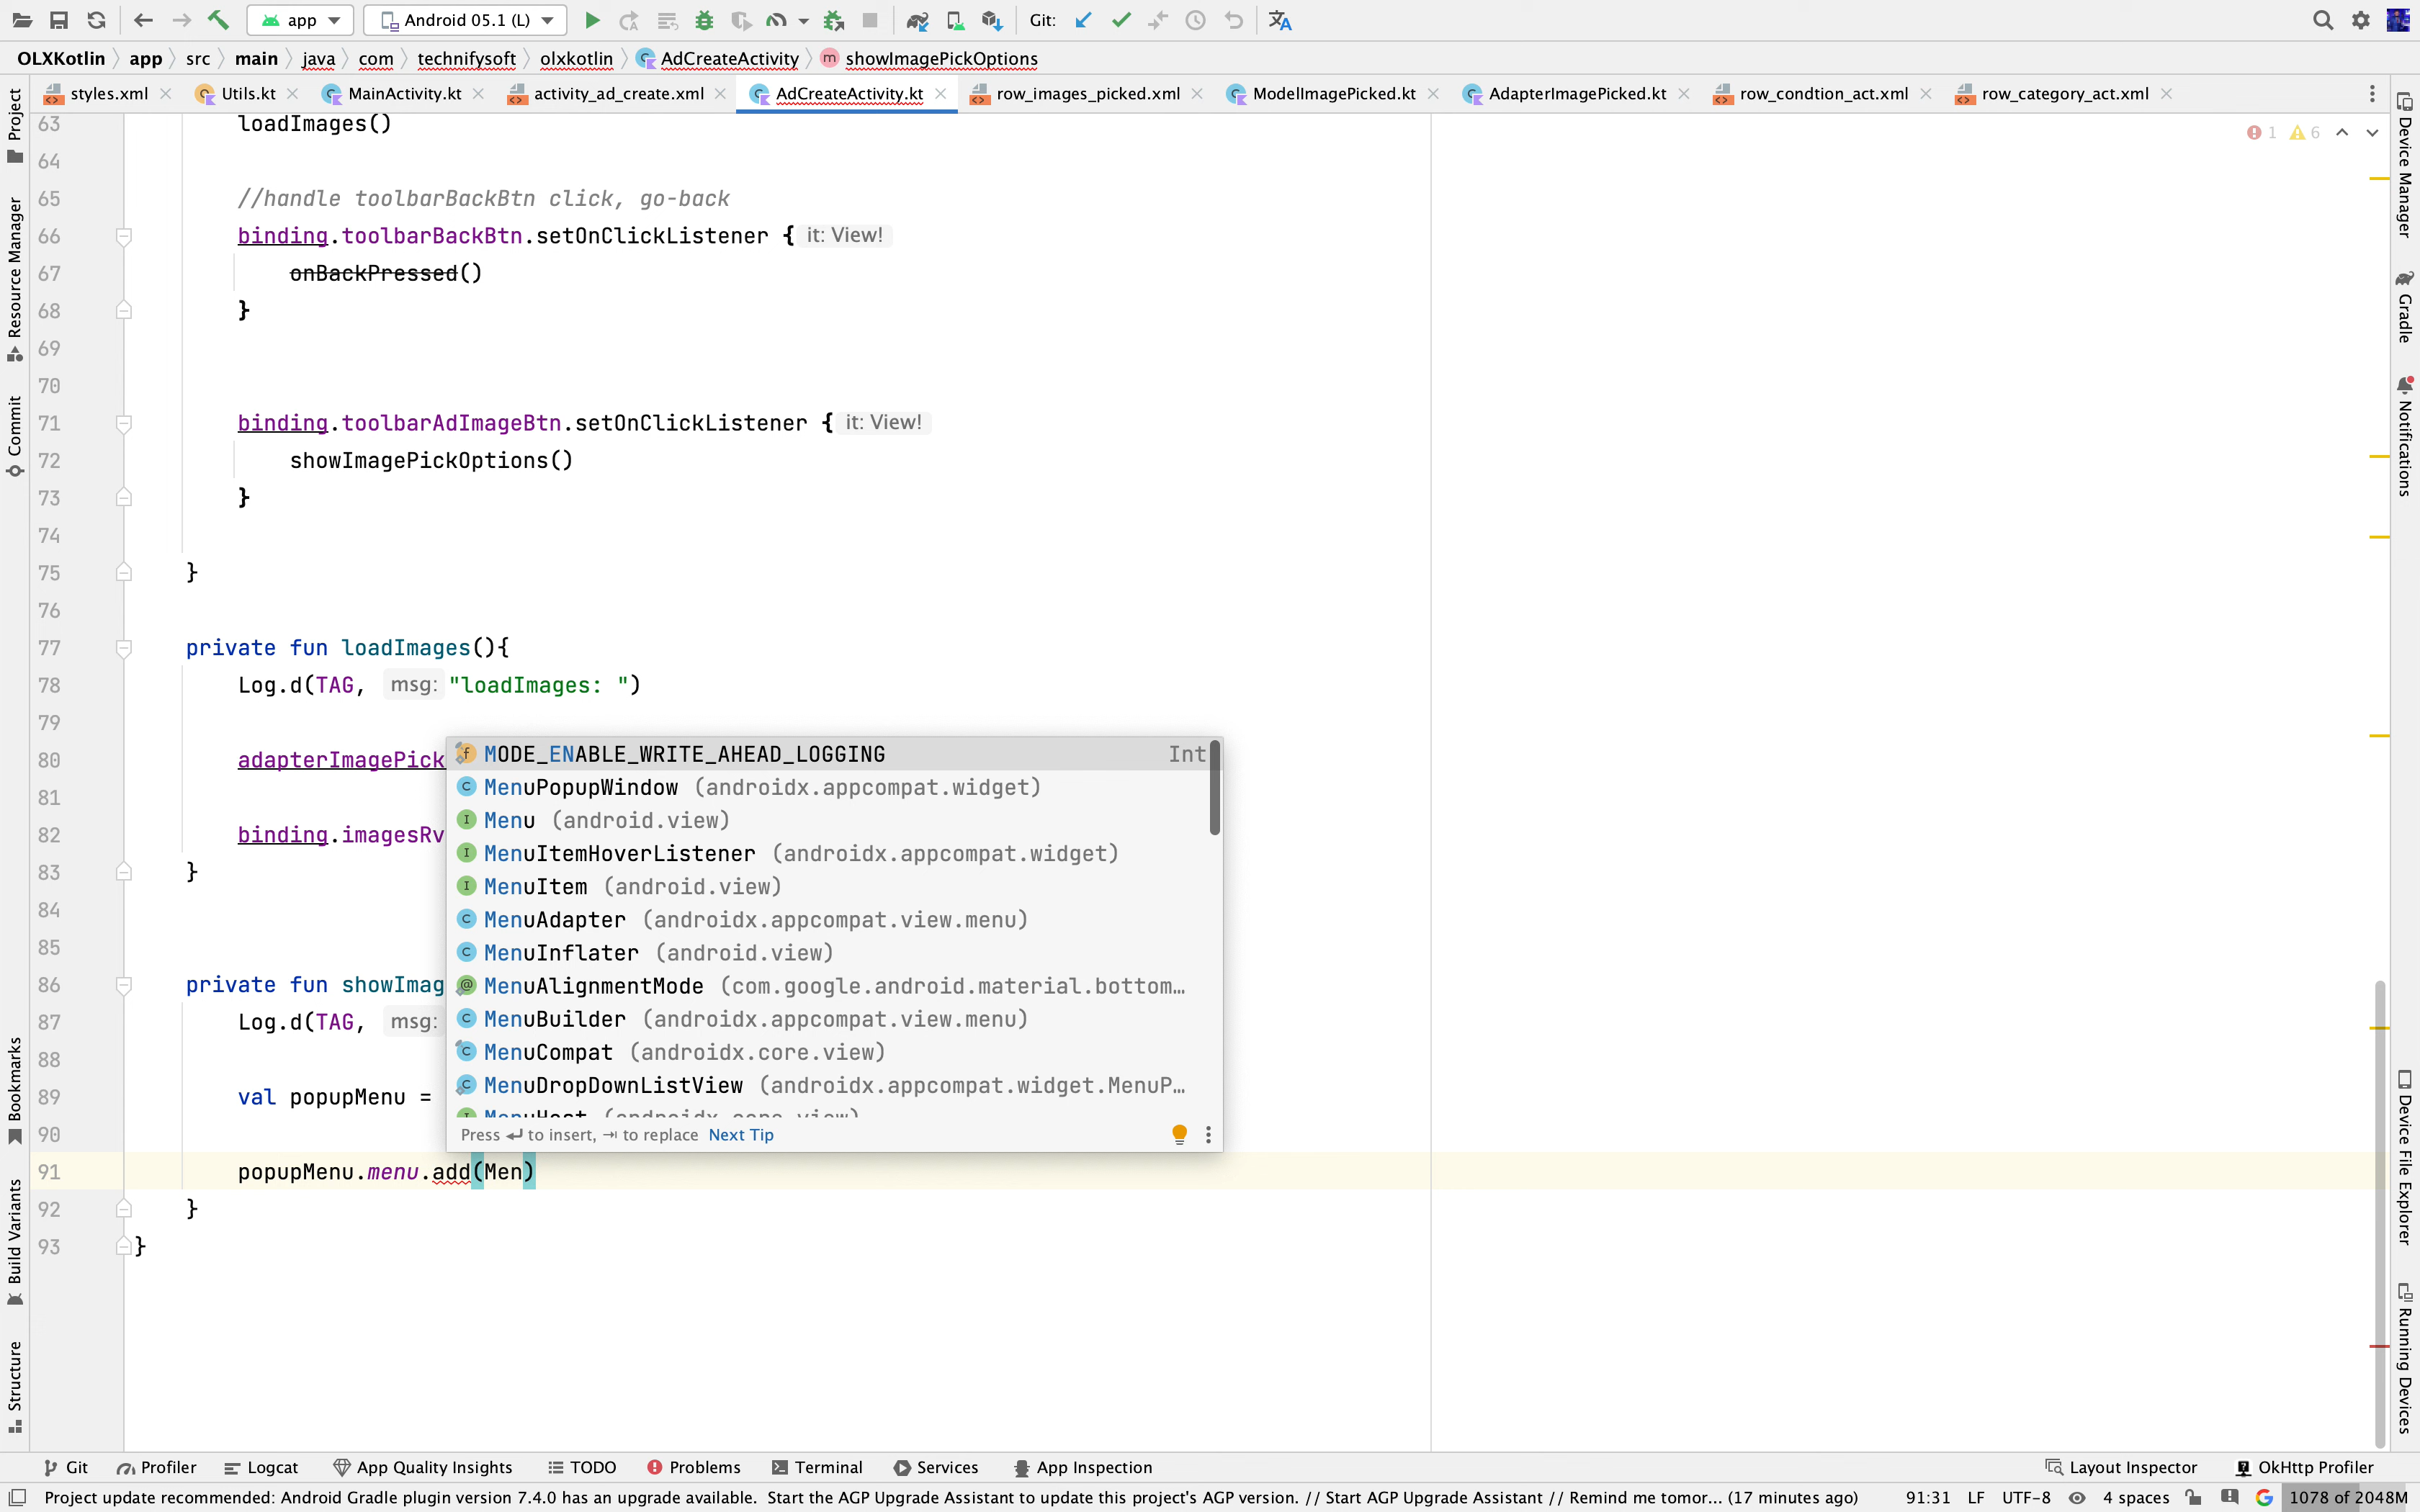 app Android 05.1 (L) Git:
OLXKotlin app src main java com technifysoft olxkotlin AdCreateActivity m showImagePickOptions
styles.xml Utils.kt MainActivity.kt activity_ad_create.xml AdCreateActivity.kt row_images_picked.xml ModelImagePicked.kt AdapterImagePicked.kt row_condtion_act.xml row_category_act.xml
1 6
63 loadImages()
64
65 //handle toolbarBackBtn click, go-back
66 binding.toolbarBackBtn.setOnClickListener { it: View!
67 onBackPressed()
68 }
69
70
71 binding.toolbarAdImageBtn.setOnClickListener { it: View!
72 showImagePickOptions()
73 }
74
75 }
76
77 private fun loadImages(){
78 Log.d(TAG, msg: "loadImages: ")
79
80 adapterImagePick
81
82 binding.imagesRv
83 }
84
85
86 private fun showImag
87 Log.d(TAG, msg:
88
89 val popupMenu =
90
91 popupMenu.menu.add(Men)
92 }
93 }
MODE_ENABLE_WRITE_AHEAD_LOGGING Int
MenuPopupWindow (androidx.appcompat.widget)
Menu (android.view)
MenuItemHoverListener (androidx.appcompat.widget)
MenuItem (android.view)
MenuAdapter (androidx.appcompat.view.menu)
MenuInflater (android.view)
MenuAlignmentMode (com.google.android.material.bottom…
MenuBuilder (androidx.appcompat.view.menu)
MenuCompat (androidx.core.view)
MenuDropDownListView (androidx.appcompat.widget.MenuP…
MenuHost (androidx.core.view)
Press ↵ to insert, ⇥ to replace Next Tip
Project
Resource Manager
Commit
Bookmarks
Build Variants
Structure
Device Manager
Gradle
Notifications
Device File Explorer
Running Devices
Git Profiler Logcat App Quality Insights TODO Problems Terminal Services App Inspection Layout Inspector OkHttp Profiler
Project update recommended: Android Gradle plugin version 7.4.0 has an upgrade available. Start the AGP Upgrade Assistant to update this project's AGP version. // Start AGP Upgrade Assistant // Remind me tomor... (17 minutes ago) 91:31 LF UTF-8 4 spaces 1078 of 2048M